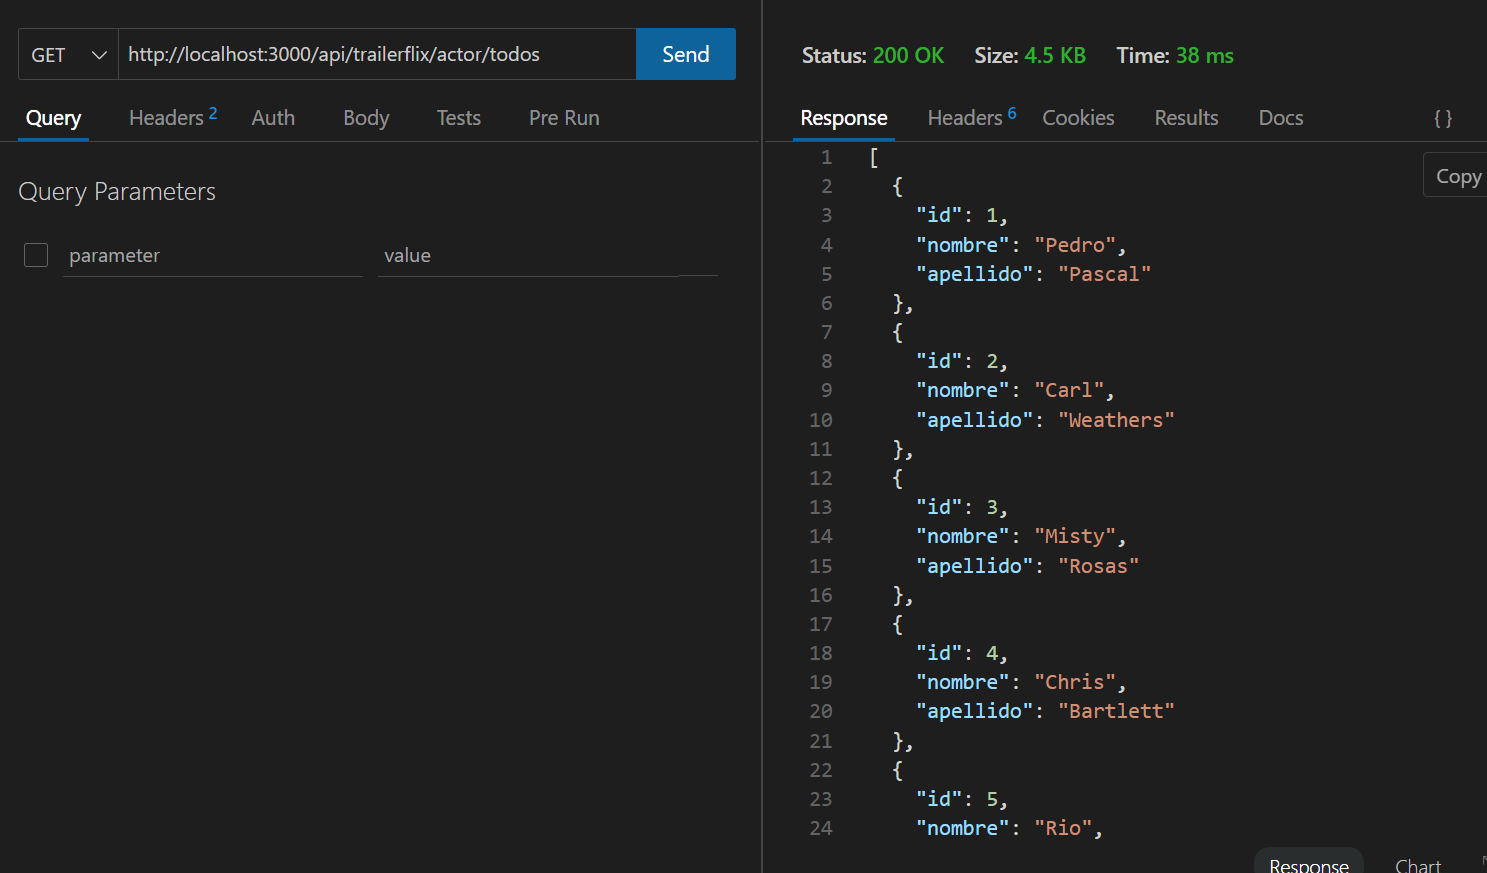 GET http://localhost:3000/api/trailerflix/actor/todos Send
Query Headers 2 Auth Body Tests Pre Run
Query Parameters
parameter value
Status: 200 OK Size: 4.5 KB Time: 38 ms
Response Headers 6 Cookies Results Docs { }
Copy
1 [
2 {
3 "id": 1,
4 "nombre": "Pedro",
5 "apellido": "Pascal"
6 },
7 {
8 "id": 2,
9 "nombre": "Carl",
10 "apellido": "Weathers"
11 },
12 {
13 "id": 3,
14 "nombre": "Misty",
15 "apellido": "Rosas"
16 },
17 {
18 "id": 4,
19 "nombre": "Chris",
20 "apellido": "Bartlett"
21 },
22 {
23 "id": 5,
24 "nombre": "Rio",
Response Chart